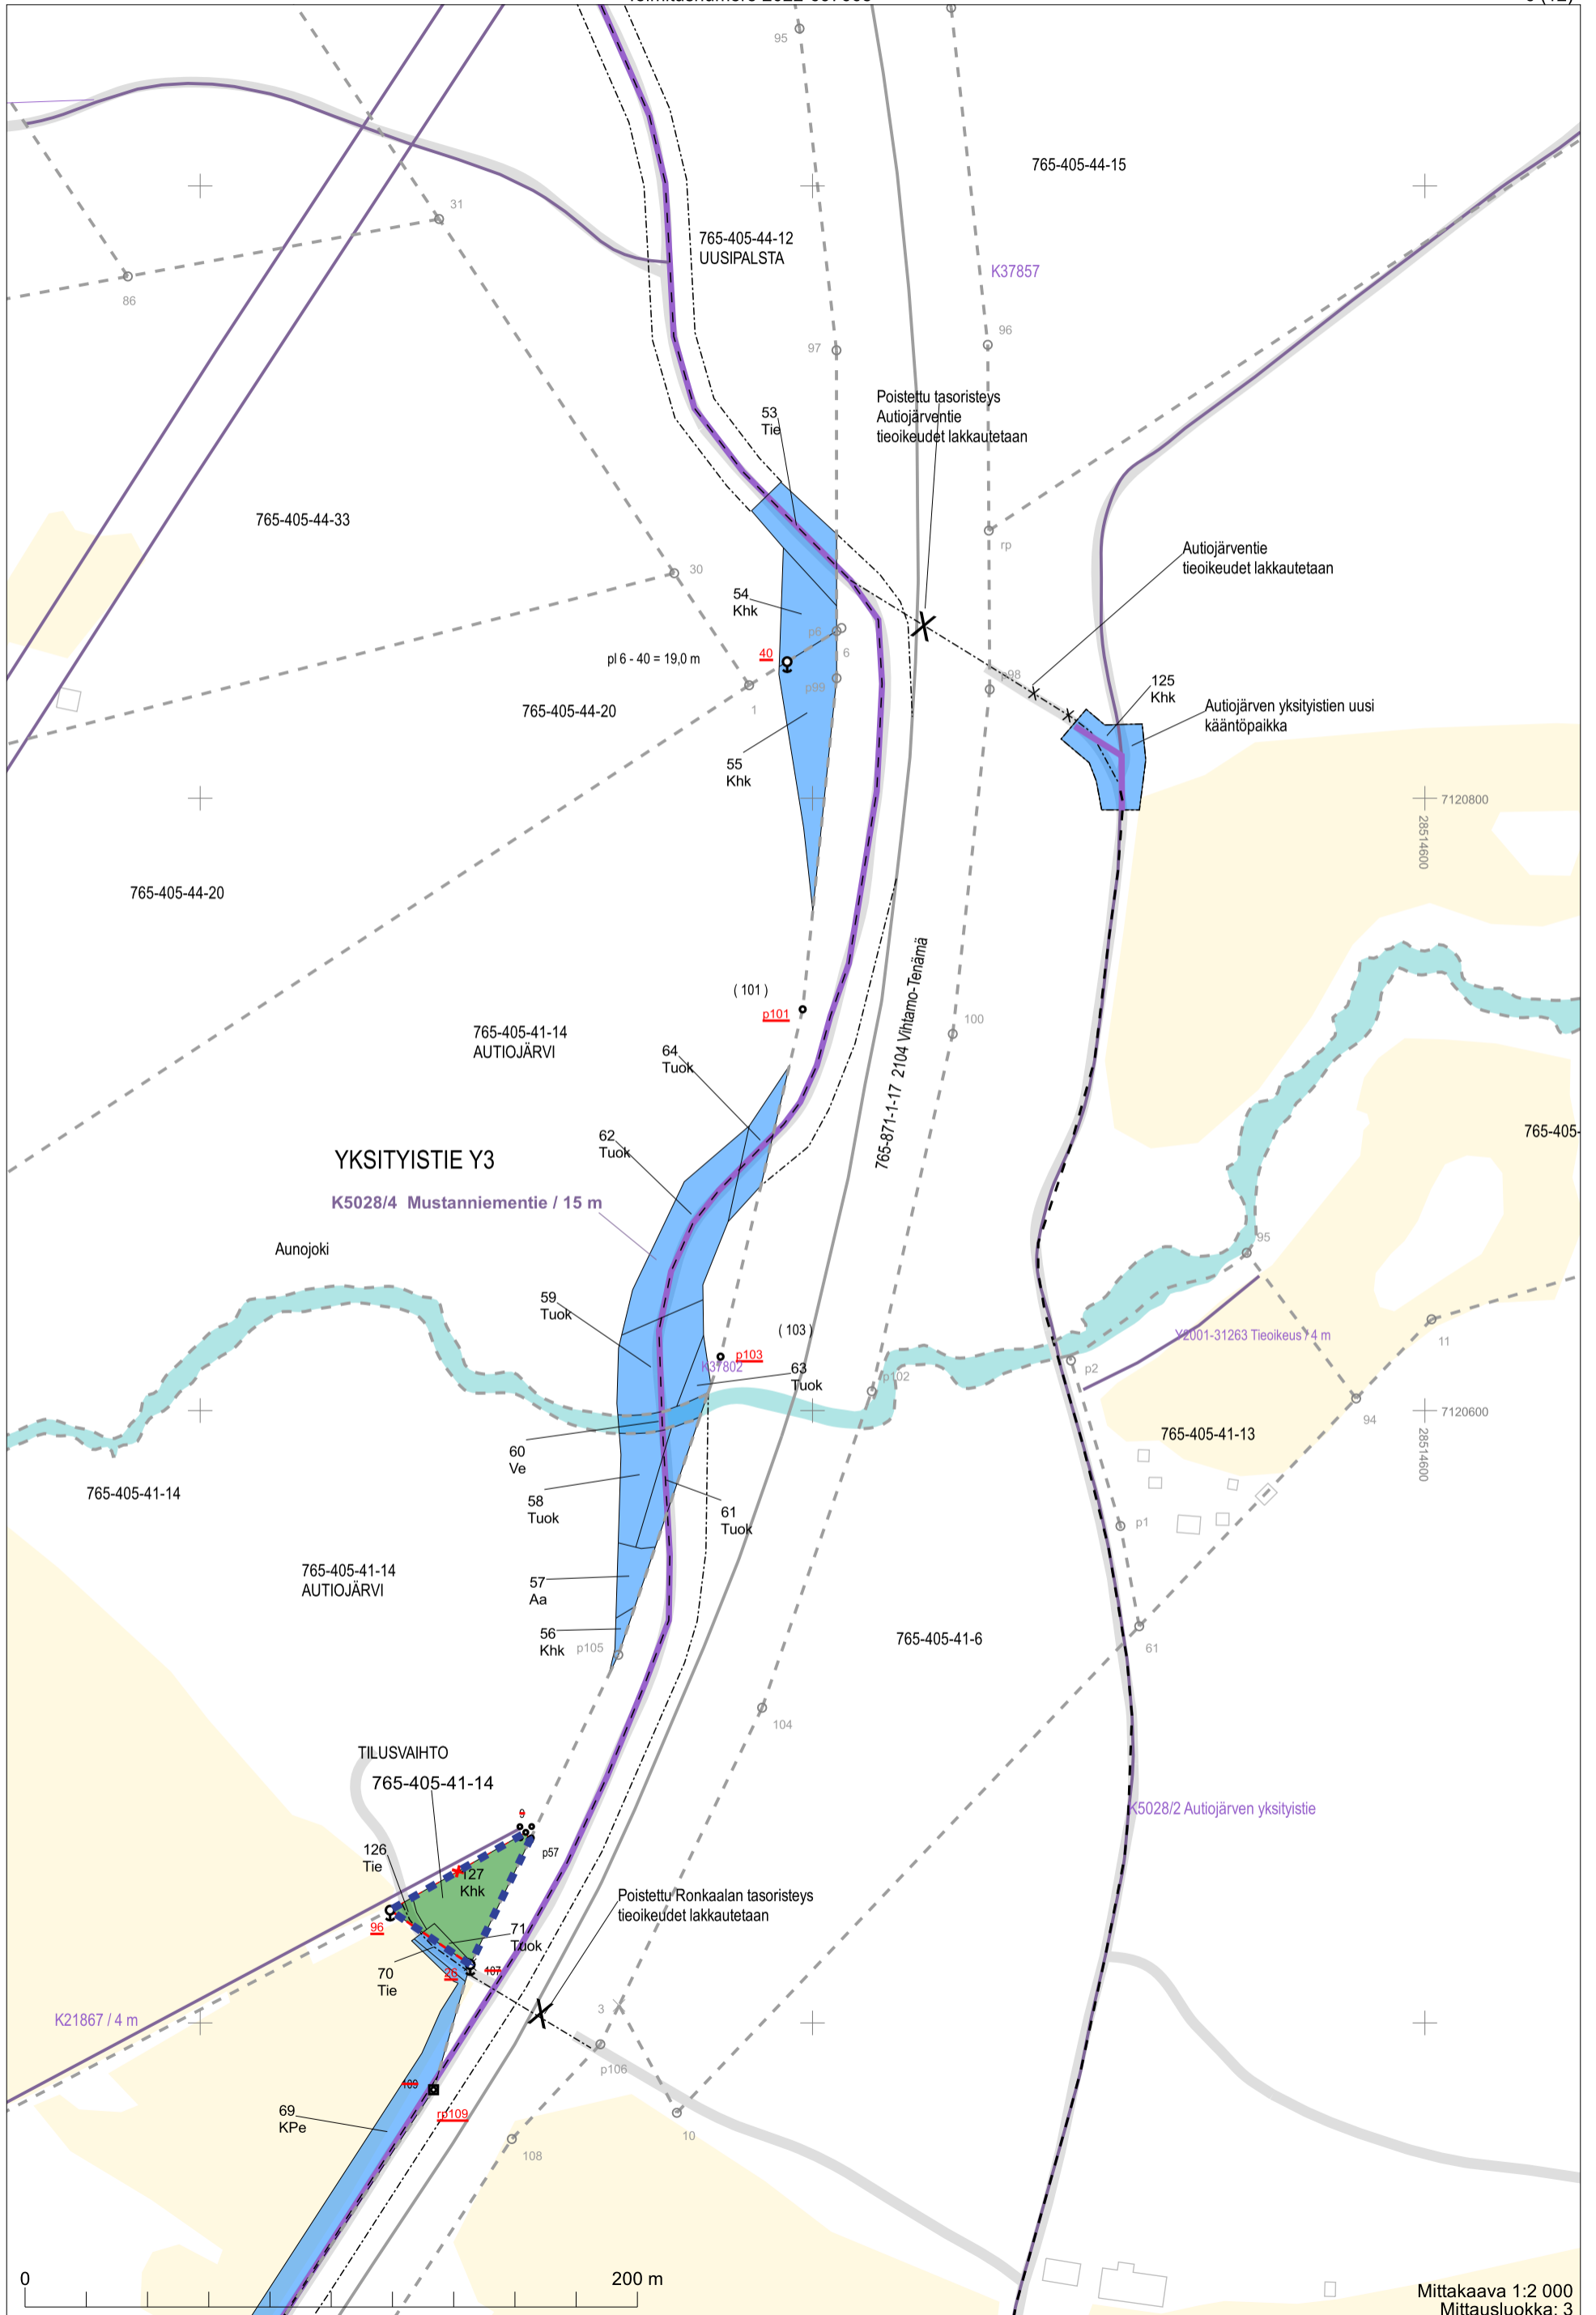 95
31
86
765-405-44-15
765-405-44-12
UUSIPALSTA
K37857
96
97
Poistettu tasoristeys
Autiojärventie
tieoikeudet lakkautetaan
53
Tie
765-405-44-33
rp
Autiojärventie
tieoikeudet lakkautetaan
30
54
Khk
p6
6
40
pl 6 - 40 = 19,0 m
p99
p98
1
125
Khk
Autiojärven yksityistien uusi
kääntöpaikka
765-405-44-20
55
Khk
7120800
28514600
765-405-44-20
( 101 )
p101
100
765-871-1-17 2104 Vihtamo-Tenämä
765-405-41-14
AUTIOJÄRVI
64
Tuok
62
Tuok
765-405-
YKSITYISTIE Y3
K5028/4 Mustanniementie / 15 m
Aunojoki
95
59
Tuok
( 103 )
p103
K37802
63
Tuok
Y2001-31263 Tieoikeus / 4 m
11
p2
p102
94
7120600
28514600
765-405-41-13
60
Ve
765-405-41-14
58
Tuok
61
Tuok
p1
765-405-41-14
AUTIOJÄRVI
57
Aa
56
Khk
p105
765-405-41-6
61
104
TILUSVAIHTO
765-405-41-14
K5028/2 Autiojärven yksityistie
9
p57
126
Tie
127
Khk
Poistettu Ronkaalan tasoristeys
tieoikeudet lakkautetaan
96
71
Tuok
70
Tie
26
107
3
K21867 / 4 m
p106
109
rp109
69
KPe
10
108
0
200 m
Mittakaava 1:2 000
Mittausluokka: 3